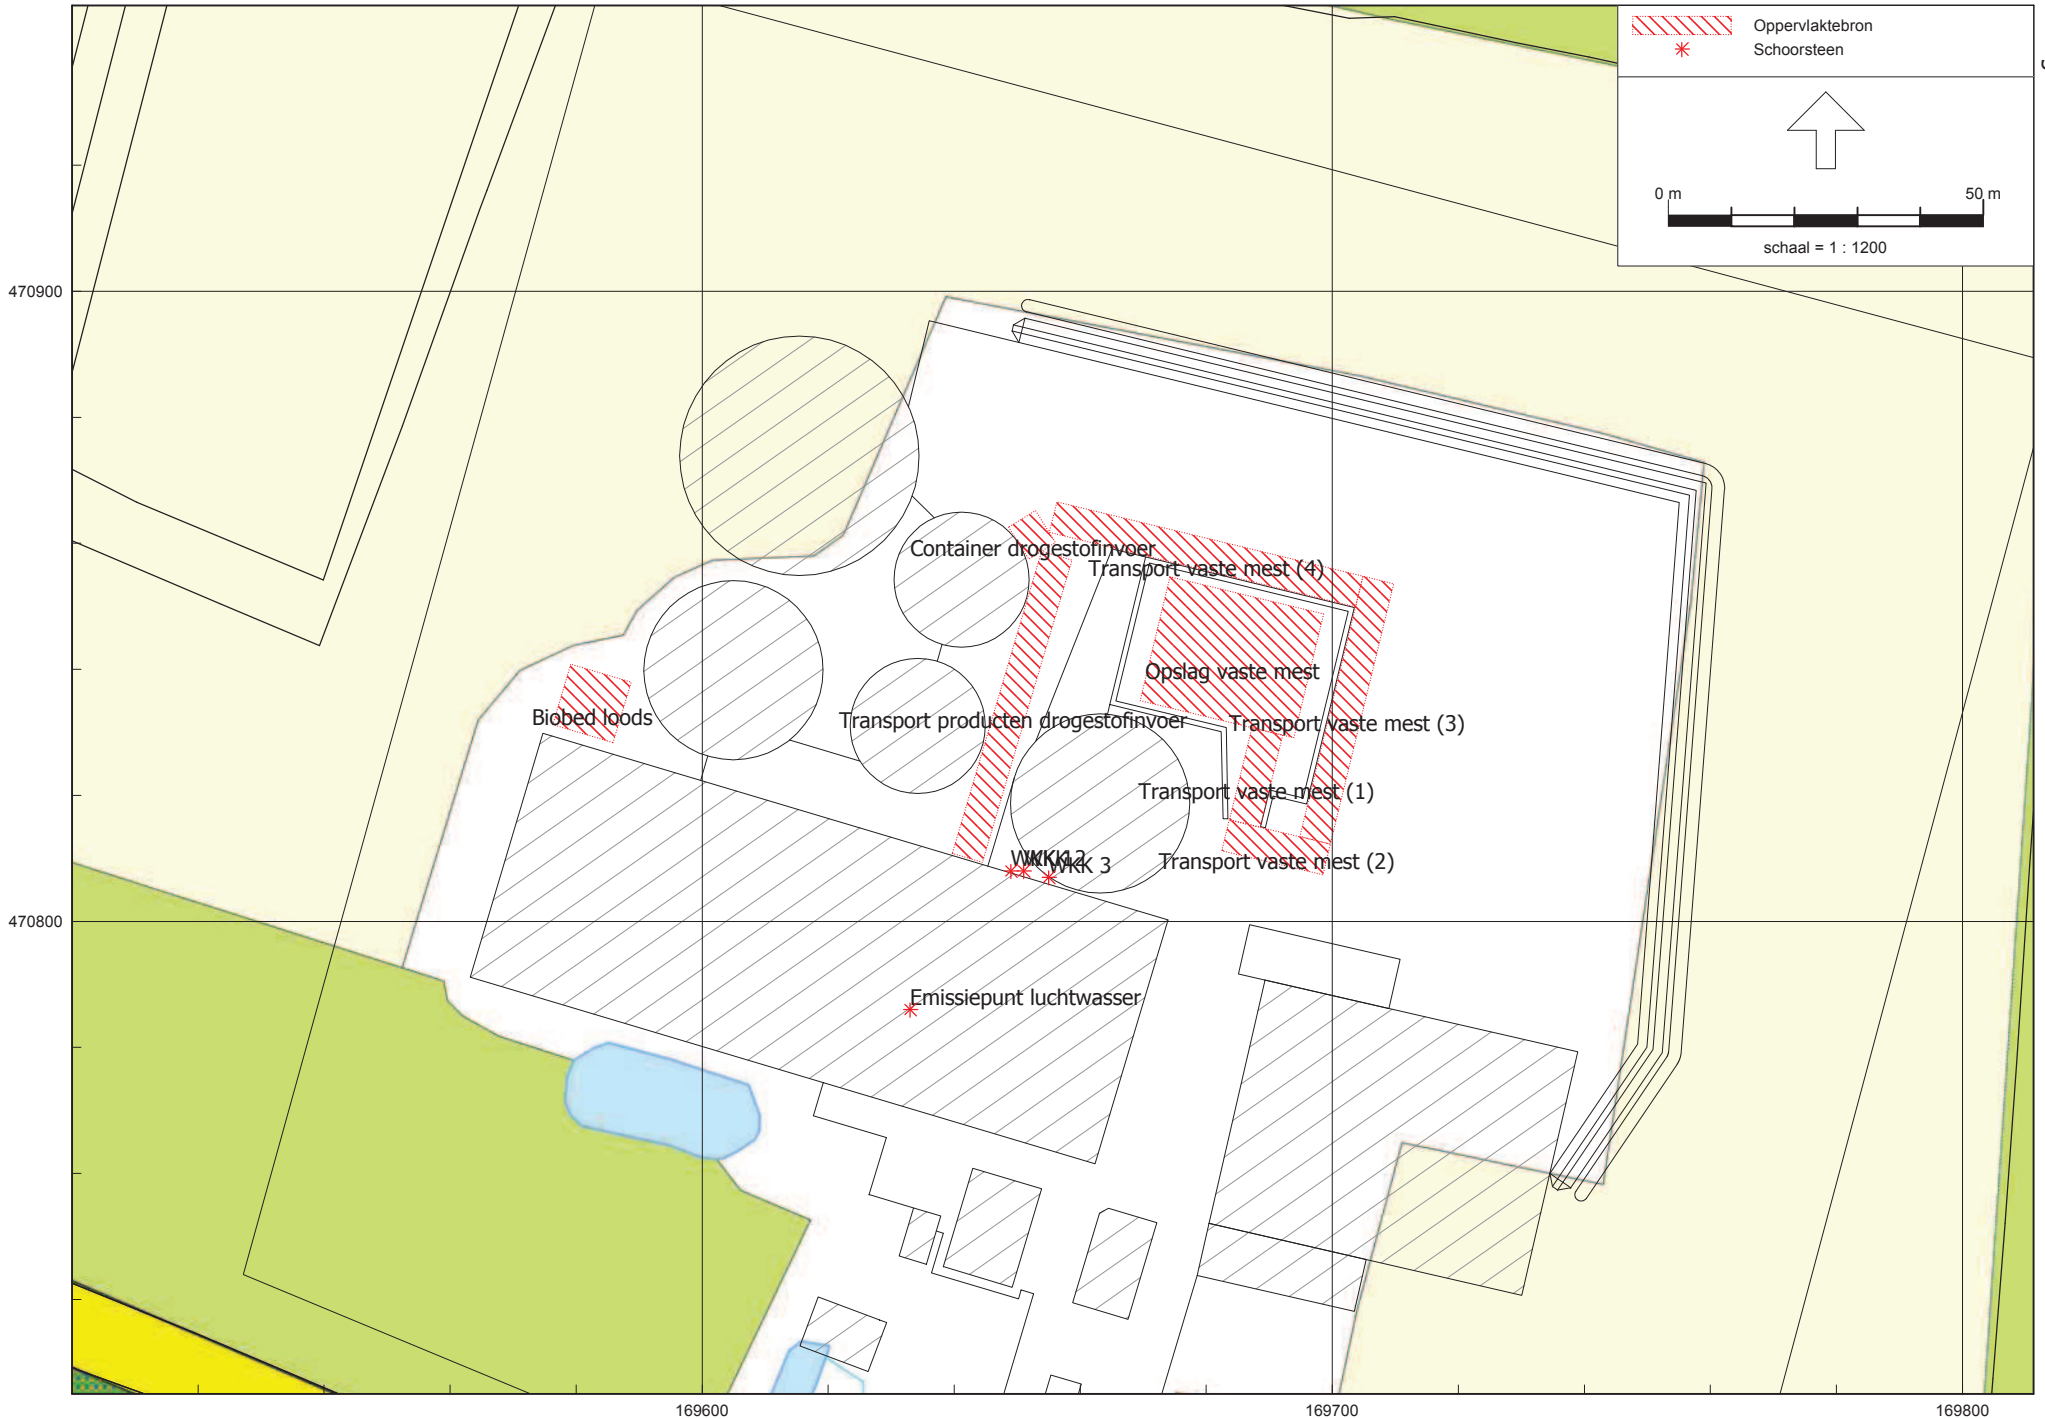 Oppervlaktebron
Schoorsteen
0 m 50 m
schaal = 1 : 1200
470900
Container drogestofinvoer
Transport vaste mest (4)
Opslag vaste mest
Biobed loods
Transport producten drogestofinvoer
Transport vaste mest (3)
Transport vaste mest (1)
WKK 2
WKK 3
Transport vaste mest (2)
470800
Emissiepunt luchtwasser
169600 169700 169800